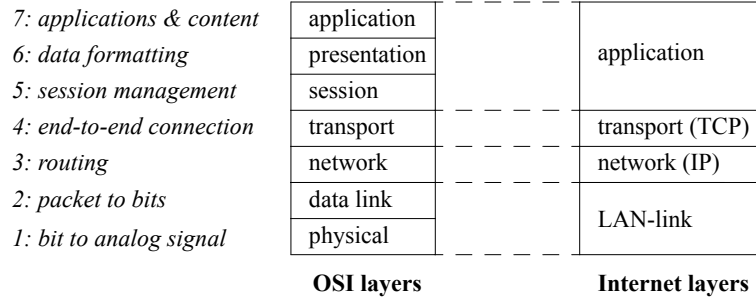 7: applications & content
6: data formatting
5: session management
4: end-to-end connection
3: routing
2: packet to bits
1: bit to analog signal
application
presentation
session
transport
network
data link
physical
OSI layers
application
transport (TCP)
network (IP)
LAN-link
Internet layers